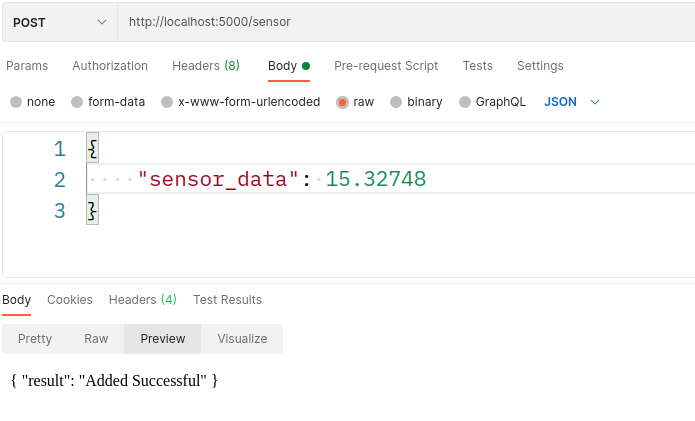 POST http://localhost:5000/sensor
Params Authorization Headers (8) Body Pre-request Script Tests Settings
none form-data x-www-form-urlencoded raw binary GraphQL JSON
1 {
2 "sensor_data": 15.32748
3 }
Body Cookies Headers (4) Test Results
Pretty Raw Preview Visualize
{ "result": "Added Successful" }